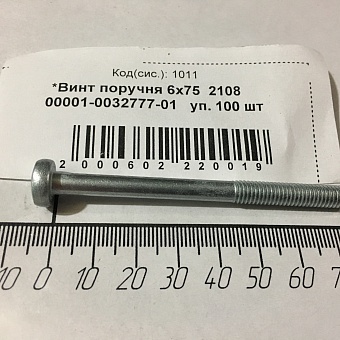 Код(сис.): 1011
*Винт поручня 6х75 2108
00001-0032777-01 уп. 100 шт
2 000602 220019
10 0 10 20 30 40 50 60 7